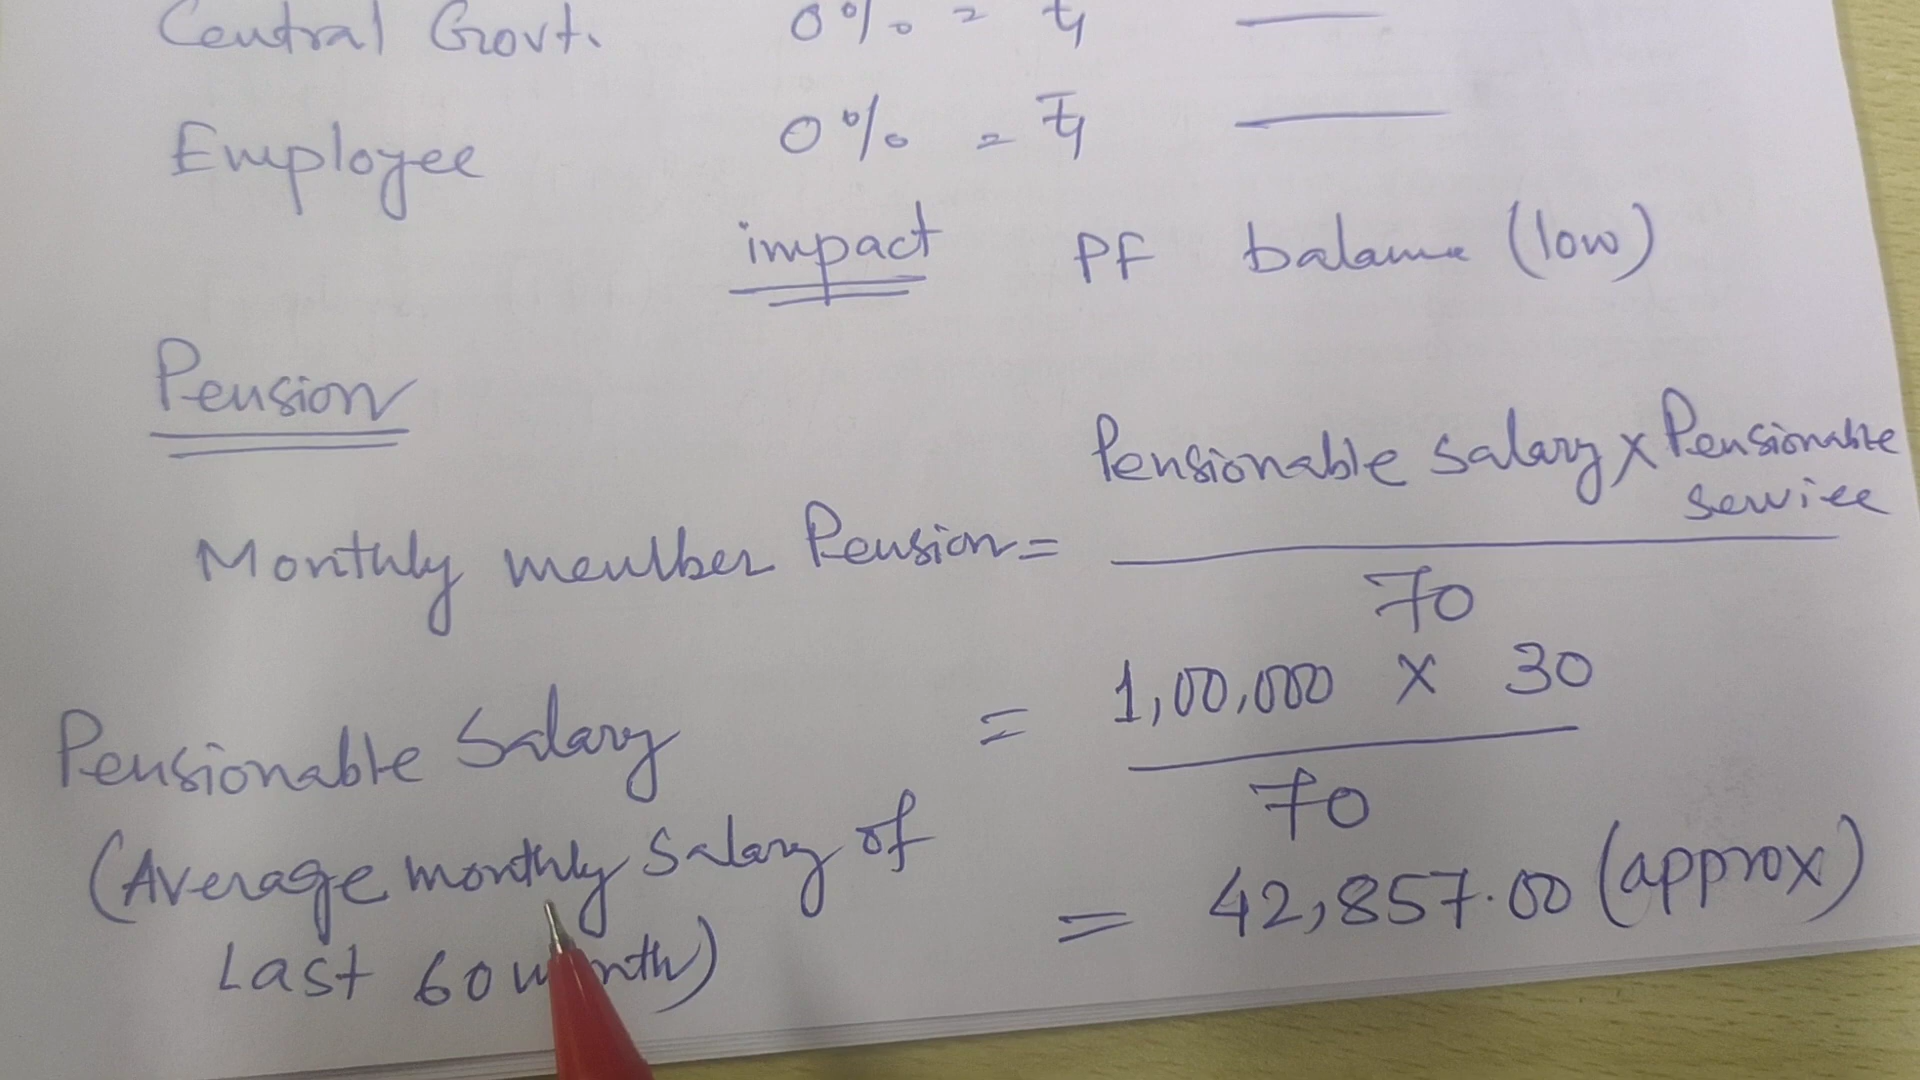 Central Govt. 0% = ₹ —
Employee 0% = ₹ —
impact PF balance (low)
Pension
Monthly member Pension = Pensionable Salary x Pensionable service
70
Pensionable Salary = 1,00,000 x 30
70
(Average monthly Salary of
Last 60 month)
= 42,857.00 (approx)